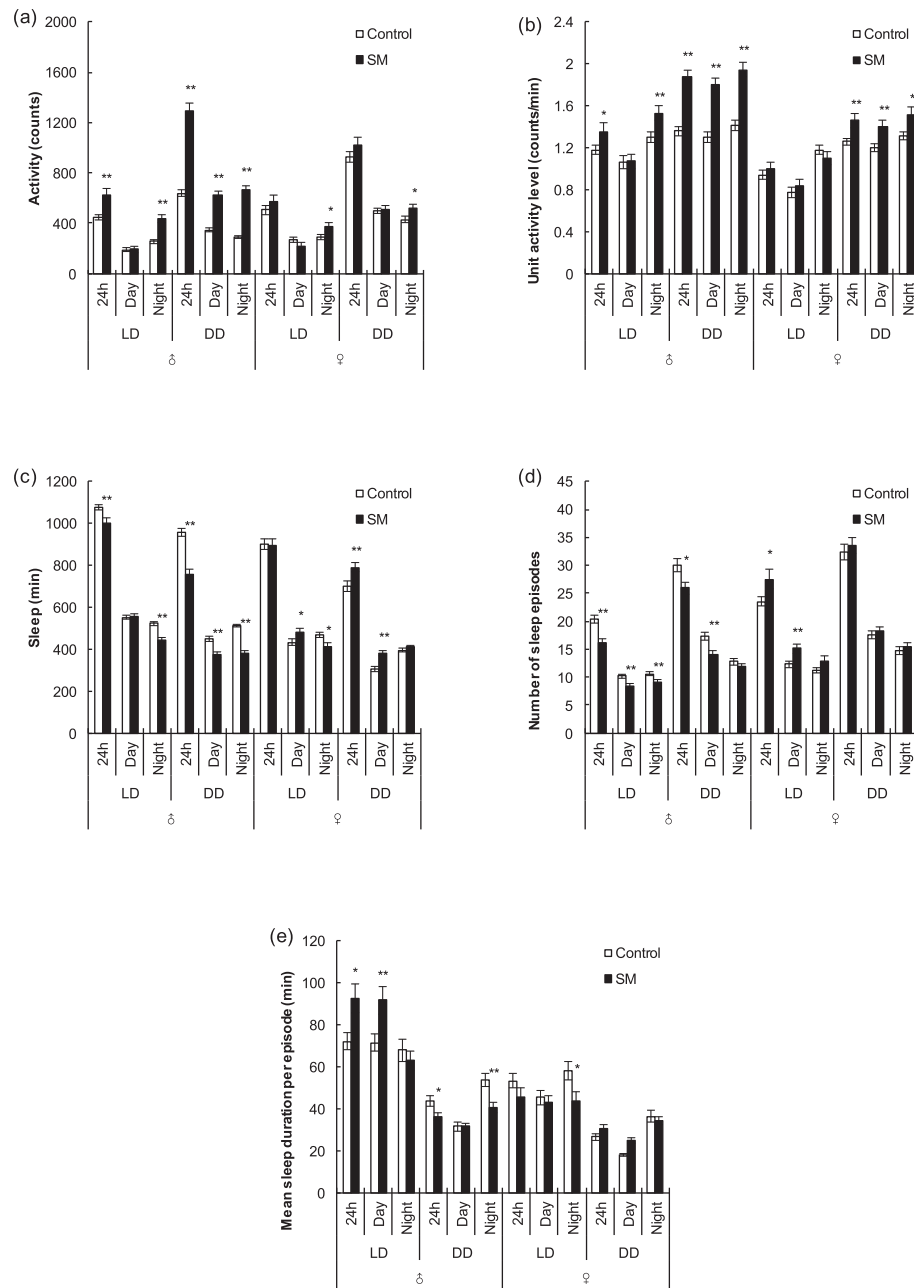 (a)
Activity (counts)
2000
1600
1200
800
400
0
Control
SM
** ** ** ** ** * *
24h Day Night 24h Day Night 24h Day Night 24h Day Night
LD DD LD DD
♂ ♀
(b)
Unit activity level (counts/min)
2.4
2
1.6
1.2
0.8
0.4
0
Control
SM
* ** ** ** ** ** ** *
24h Day Night 24h Day Night 24h Day Night 24h Day Night
LD DD LD DD
♂ ♀
(c)
Sleep (min)
1200
1000
800
600
400
200
0
Control
SM
** ** ** ** ** * * ** **
24h Day Night 24h Day Night 24h Day Night 24h Day Night
LD DD LD DD
♂ ♀
(d)
Number of sleep episodes
45
40
35
30
25
20
15
10
5
0
Control
SM
** ** ** * ** * **
24h Day Night 24h Day Night 24h Day Night 24h Day Night
LD DD LD DD
♂ ♀
(e)
Mean sleep duration per episode (min)
120
100
80
60
40
20
0
Control
SM
* ** * ** *
24h Day Night 24h Day Night 24h Day Night 24h Day Night
LD DD LD DD
♂ ♀